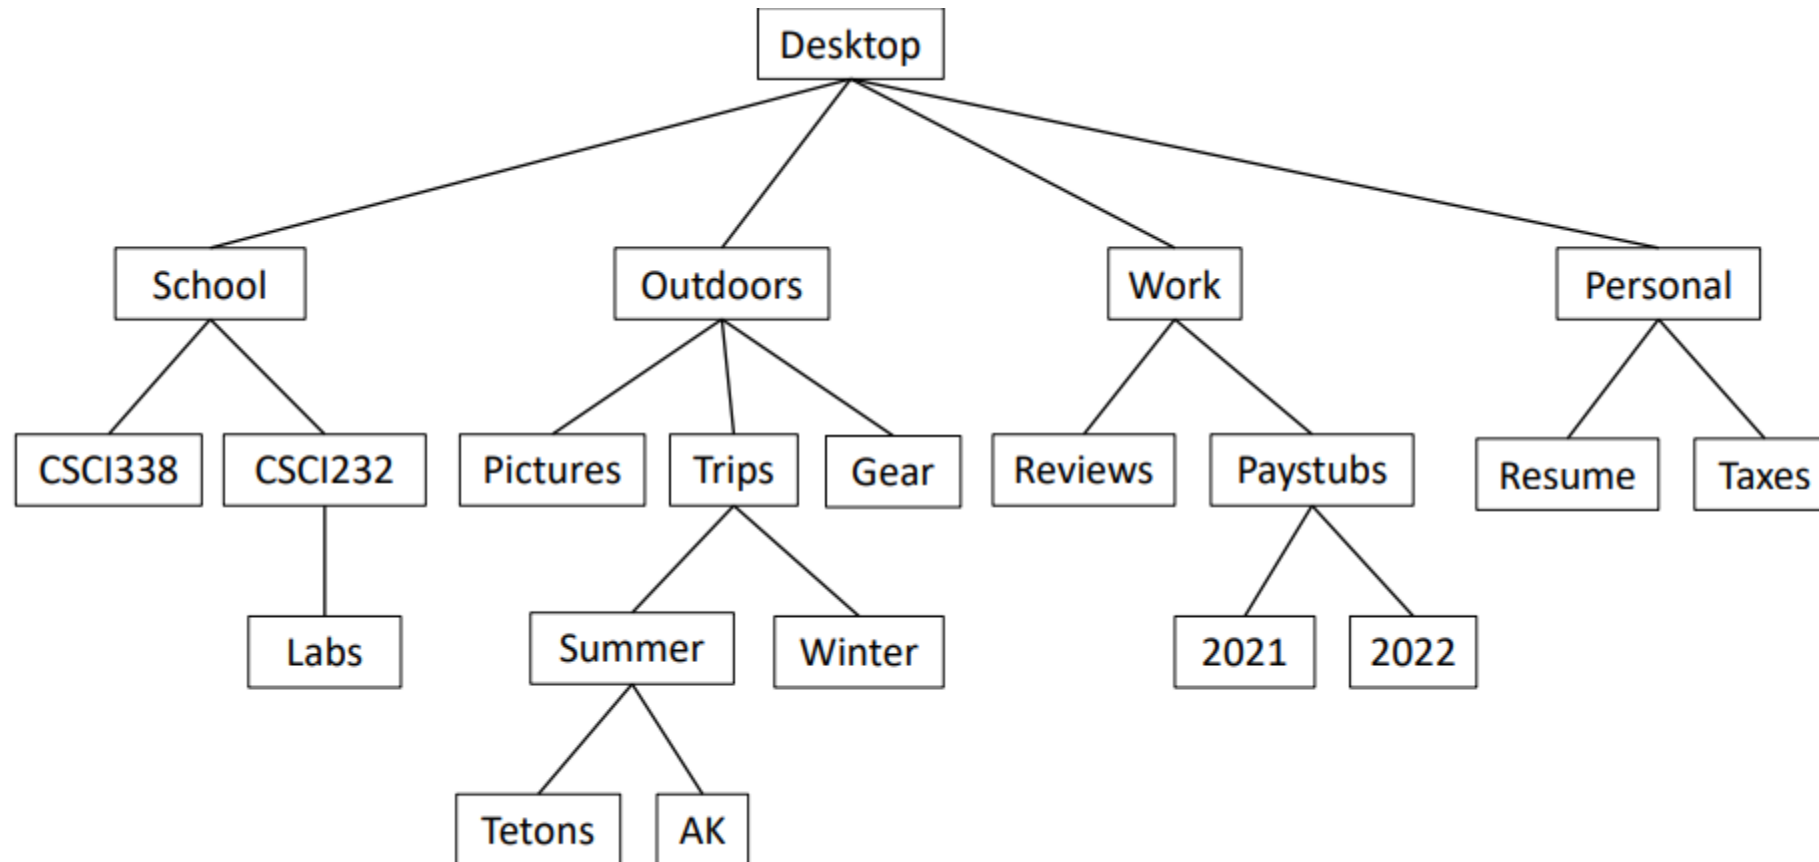 Desktop
School
Outdoors
Work
Personal
CSCI338
CSCI232
Pictures
Trips
Gear
Reviews
Paystubs
Resume
Taxes
Labs
Summer
Winter
2021
2022
Tetons
AK